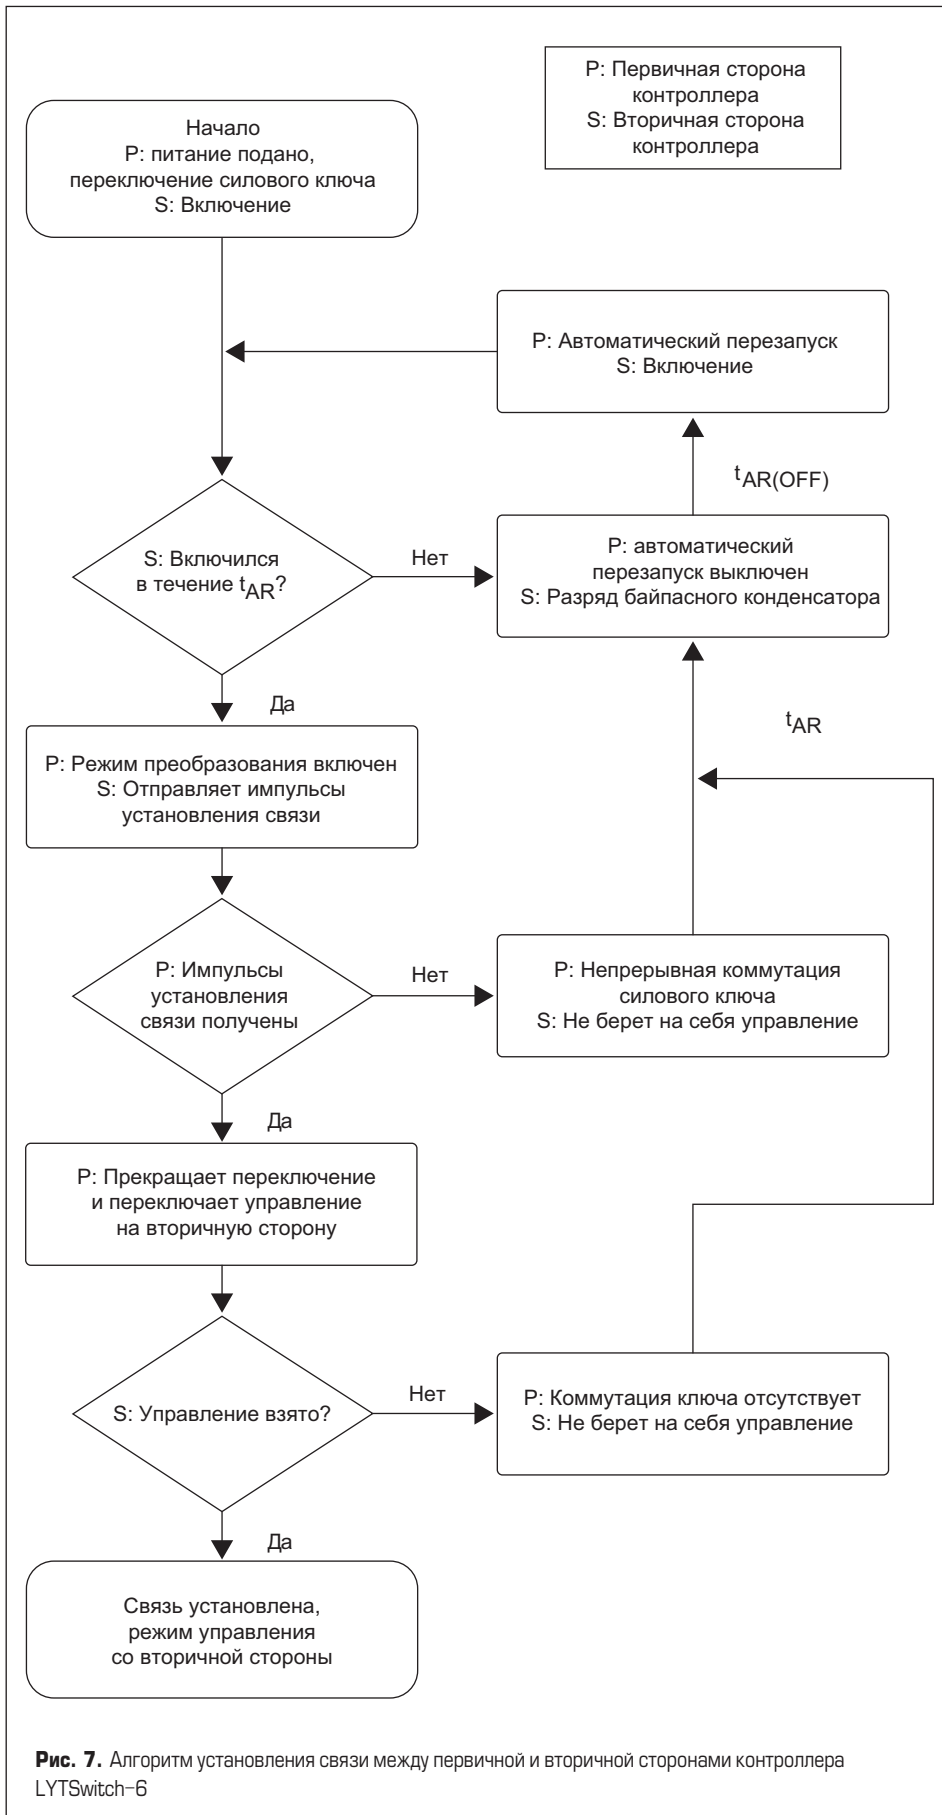 P: Первичная сторона
контроллера
S: Вторичная сторона
контроллера
Начало
P: питание подано,
переключение силового ключа
S: Включение
P: Автоматический перезапуск
S: Включение
tAR(OFF)
S: Включился
в течение tAR?
Нет
P: автоматический
перезапуск выключен
S: Разряд байпасного конденсатора
Да
tAR
P: Режим преобразования включен
S: Отправляет импульсы
установления связи
P: Импульсы
установления
связи получены
Нет
P: Непрерывная коммутация
силового ключа
S: Не берет на себя управление
Да
P: Прекращает переключение
и переключает управление
на вторичную сторону
S: Управление взято?
Нет
P: Коммутация ключа отсутствует
S: Не берет на себя управление
Да
Связь установлена,
режим управления
со вторичной стороны
Рис. 7. Алгоритм установления связи между первичной и вторичной сторонами контроллера
LYTSwitch-6